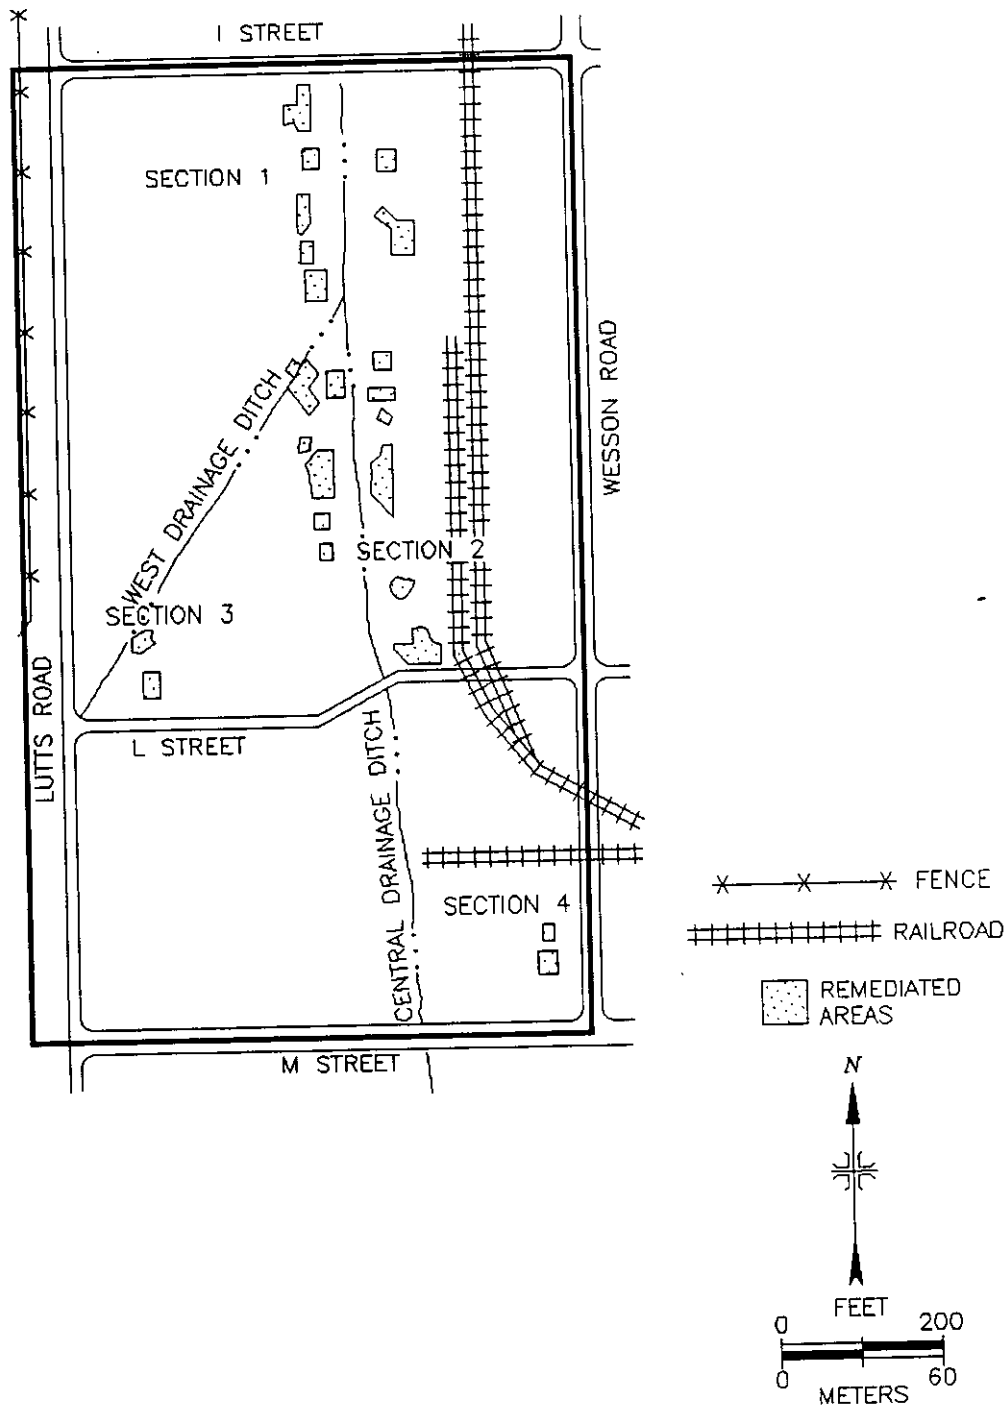 I STREET
SECTION 1
WESSON ROAD
WEST DRAINAGE DITCH
SECTION 2
SECTION 3
LUTTS ROAD
L STREET
CENTRAL DRAINAGE DITCH
FENCE
SECTION 4
RAILROAD
REMEDIATED
AREAS
M STREET
N
FEET
0 200
0 60
METERS